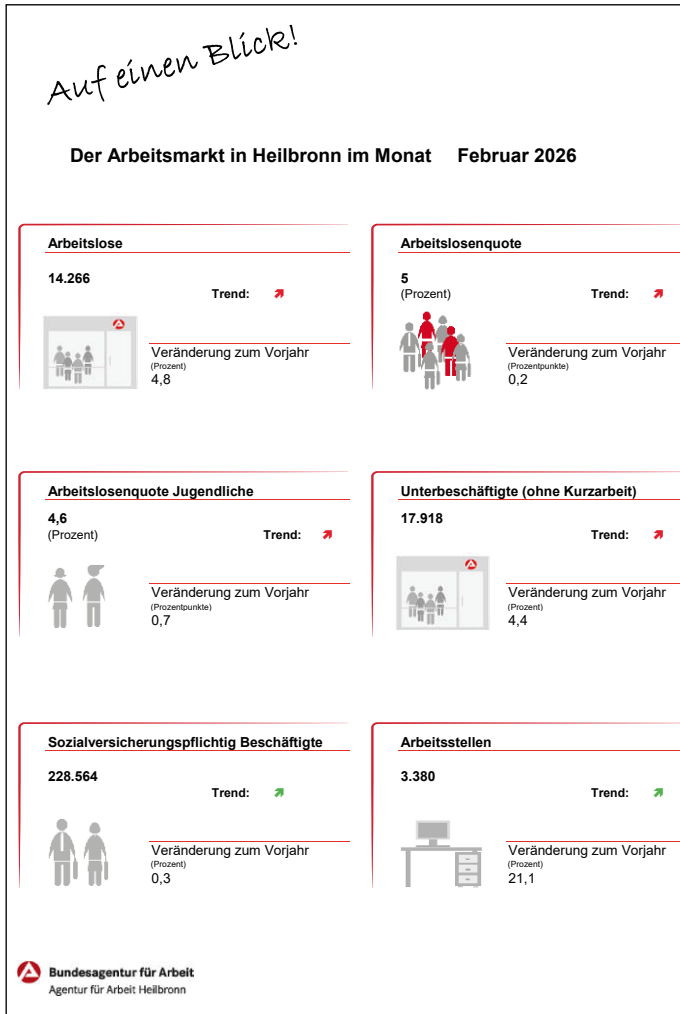 Auf einen Blick!
Der Arbeitsmarkt in Heilbronn im Monat Februar 2026
Arbeitslose
14.266
Trend:
Veränderung zum Vorjahr
(Prozent)
4,8
Arbeitslosenquote
5
(Prozent)
Trend:
Veränderung zum Vorjahr
(Prozentpunkte)
0,2
Arbeitslosenquote Jugendliche
4,6
(Prozent)
Trend:
Veränderung zum Vorjahr
(Prozentpunkte)
0,7
Unterbeschäftigte (ohne Kurzarbeit)
17.918
Trend:
Veränderung zum Vorjahr
(Prozent)
4,4
Sozialversicherungspflichtig Beschäftigte
228.564
Trend:
Veränderung zum Vorjahr
(Prozent)
0,3
Arbeitsstellen
3.380
Trend:
Veränderung zum Vorjahr
(Prozent)
21,1
Bundesagentur für Arbeit
Agentur für Arbeit Heilbronn